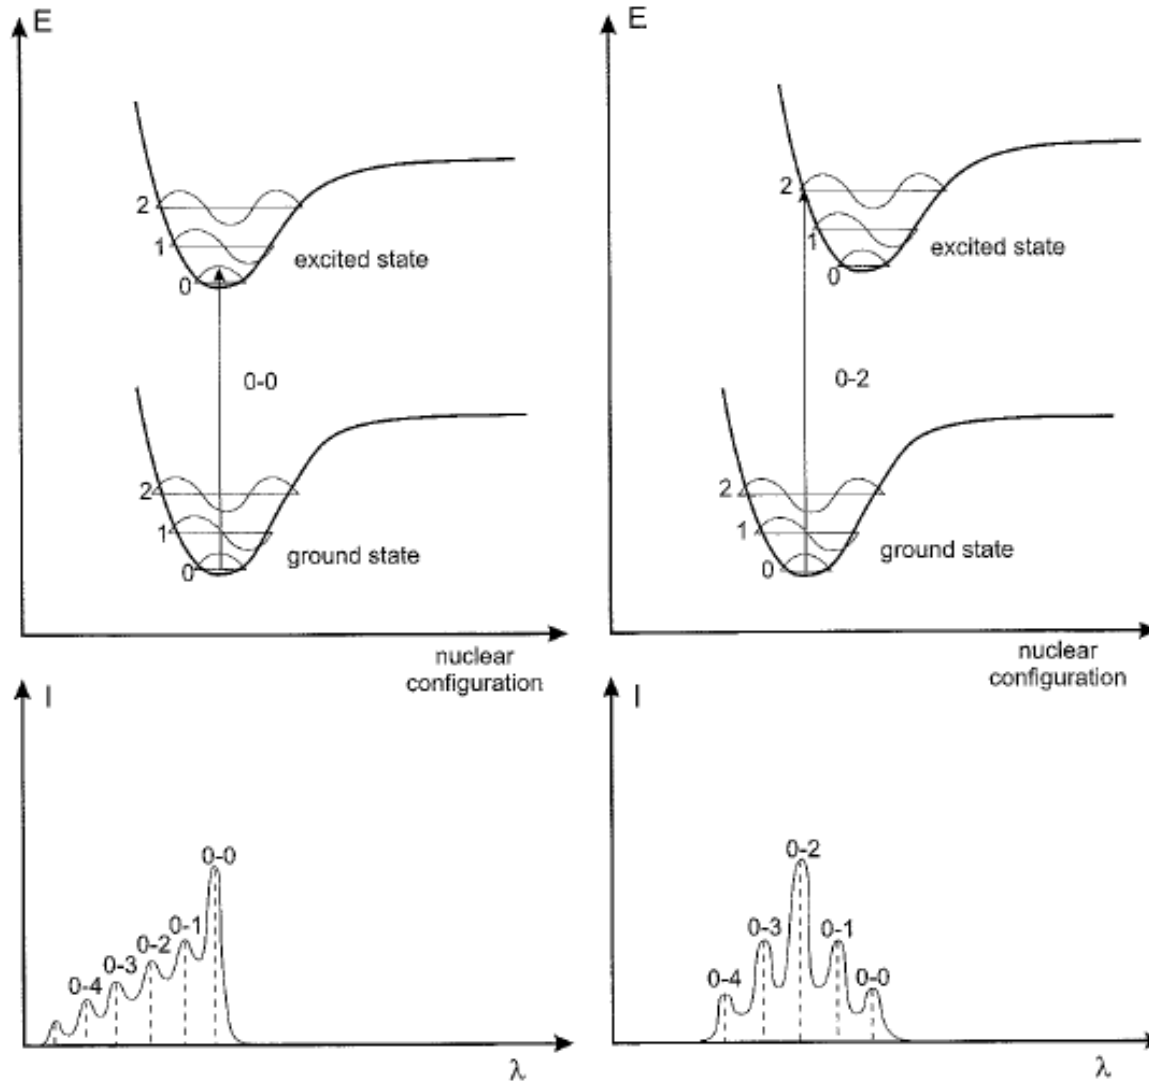 E
2
1
excited state
0
0-0
2
1
ground state
0
nuclear
configuration
E
2
1
excited state
0
0-2
2
1
ground state
0
nuclear
configuration
I
0-0
0-1
0-2
0-3
0-4
λ
I
0-2
0-3
0-1
0-4
0-0
λ